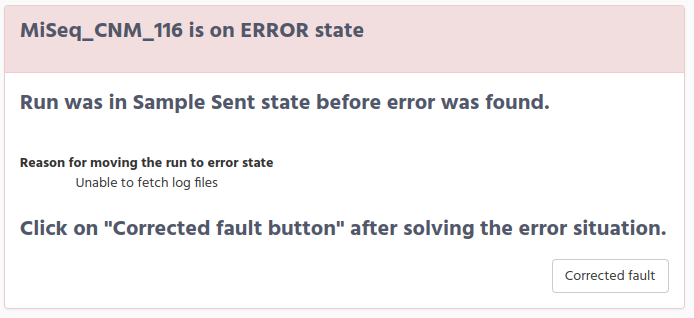 MiSeq_CNM_116 is on ERROR state
Run was in Sample Sent state before error was found.
Reason for moving the run to error state
Unable to fetch log files
Click on "Corrected fault button" after solving the error situation.
Corrected fault